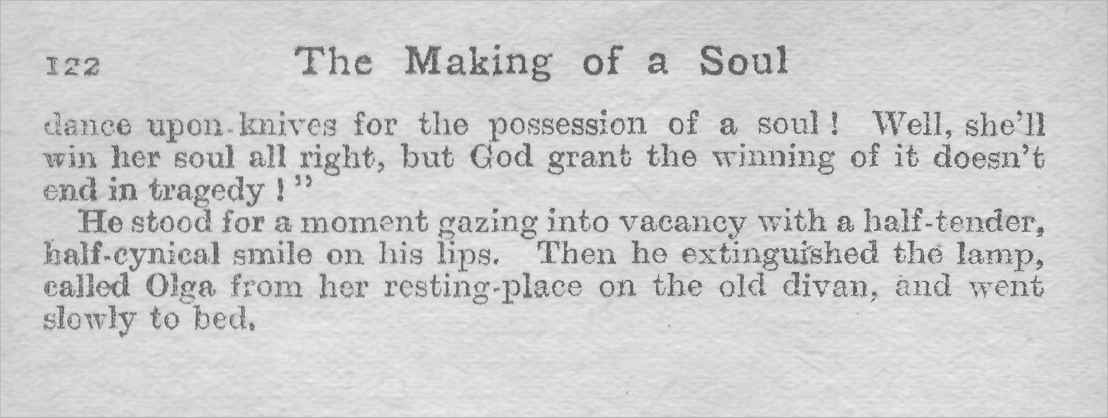 122 The Making of a Soul
dance upon knives for the possession of a soul! Well, she'll
win her soul all right, but God grant the winning of it doesn't
end in tragedy!"
He stood for a moment gazing into vacancy with a half-tender,
half-cynical smile on his lips. Then he extinguished the lamp,
called Olga from her resting-place on the old divan, and went
slowly to bed.